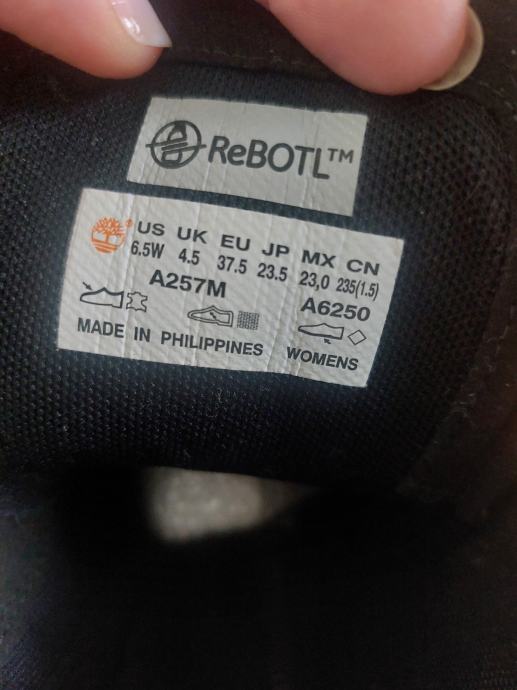 ReBOTL™
US UK EU JP MX CN
6.5W 4.5 37.5 23.5 23,0 235(1.5)
A257M A6250
MADE IN PHILIPPINES WOMENS